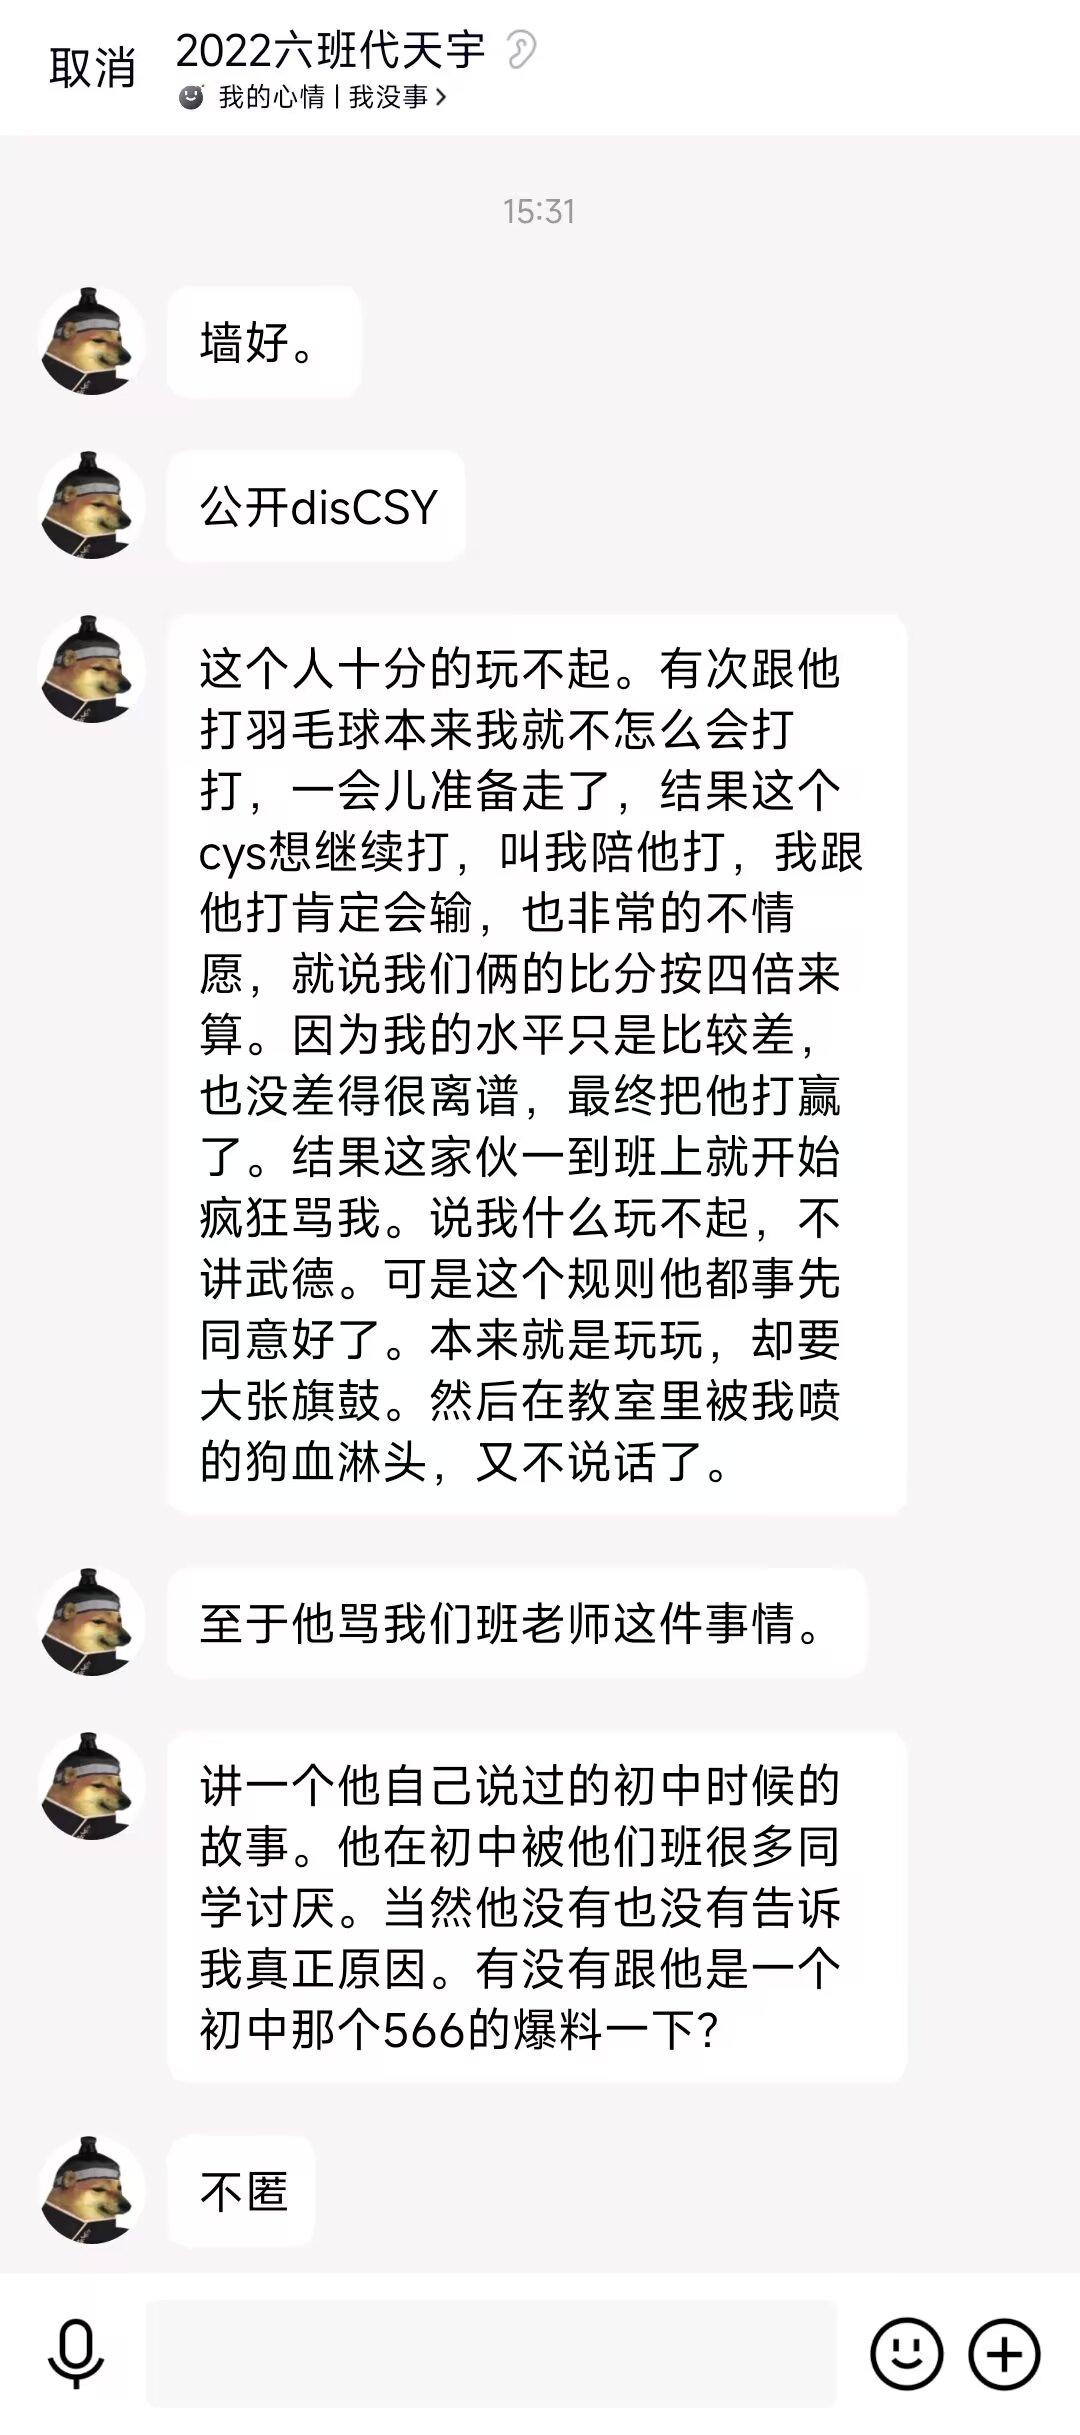 取消
2022六班代天宇
我的心情 | 我没事 >
15:31
墙好。
公开disCSY
这个人十分的玩不起。有次跟他
打羽毛球本来我就不怎么会打
打，一会儿准备走了，结果这个
cys想继续打，叫我陪他打，我跟
他打肯定会输，也非常的不情
愿，就说我们俩的比分按四倍来
算。因为我的水平只是比较差，
也没差得很离谱，最终把他打赢
了。结果这家伙一到班上就开始
疯狂骂我。说我什么玩不起，不
讲武德。可是这个规则他都事先
同意好了。本来就是玩玩，却要
大张旗鼓。然后在教室里被我喷
的狗血淋头，又不说话了。
至于他骂我们班老师这件事情。
讲一个他自己说过的初中时候的
故事。他在初中被他们班很多同
学讨厌。当然他没有也没有告诉
我真正原因。有没有跟他是一个
初中那个566的爆料一下？
不匿